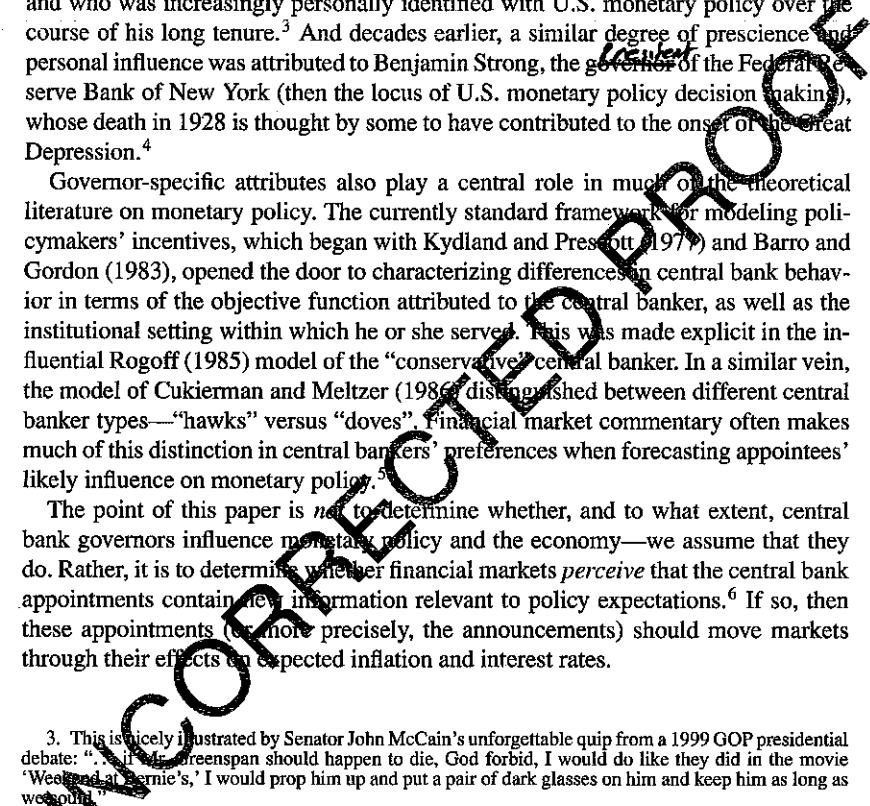 and who was increasingly personally identified with U.S. monetary policy over the
course of his long tenure.3 And decades earlier, a similar degree of prescience and
president
personal influence was attributed to Benjamin Strong, the governor of the Federal Re-
serve Bank of New York (then the locus of U.S. monetary policy decision making),
whose death in 1928 is thought by some to have contributed to the onset of the Great
Depression.4
Governor-specific attributes also play a central role in much of the theoretical
literature on monetary policy. The currently standard framework for modeling poli-
cymakers' incentives, which began with Kydland and Prescott (1977) and Barro and
Gordon (1983), opened the door to characterizing differences in central bank behav-
ior in terms of the objective function attributed to the central banker, as well as the
institutional setting within which he or she served. This was made explicit in the in-
fluential Rogoff (1985) model of the "conservative" central banker. In a similar vein,
the model of Cukierman and Meltzer (1986) distinguished between different central
banker types—"hawks" versus "doves". Financial market commentary often makes
much of this distinction in central bankers' preferences when forecasting appointees'
likely influence on monetary policy.5
The point of this paper is not to determine whether, and to what extent, central
bank governors influence monetary policy and the economy—we assume that they
do. Rather, it is to determine whether financial markets perceive that the central bank
appointments contain new information relevant to policy expectations.6 If so, then
these appointments (or more precisely, the announcements) should move markets
through their effects on expected inflation and interest rates.
3. This is nicely illustrated by Senator John McCain's unforgettable quip from a 1999 GOP presidential
debate: ". . . if Mr. Greenspan should happen to die, God forbid, I would do like they did in the movie
'Weekend at Bernie's,' I would prop him up and put a pair of dark glasses on him and keep him as long as
we could."
UNCORRECTED PROOF